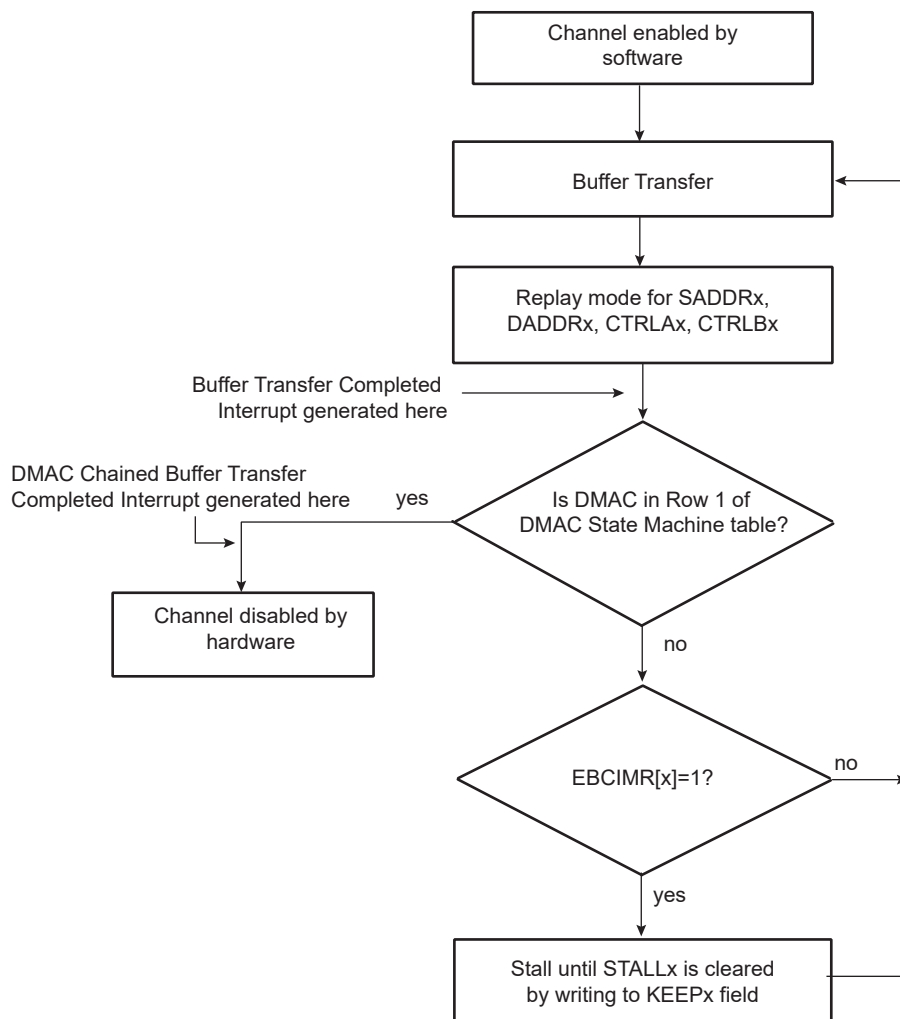 Channel enabled by
software
Buffer Transfer
Replay mode for SADDRx,
DADDRx, CTRLAx, CTRLBx
Buffer Transfer Completed
Interrupt generated here
DMAC Chained Buffer Transfer
Completed Interrupt generated here
yes
Is DMAC in Row 1 of
DMAC State Machine table?
Channel disabled by
hardware
no
EBCIMR[x]=1?
no
yes
Stall until STALLx is cleared
by writing to KEEPx field